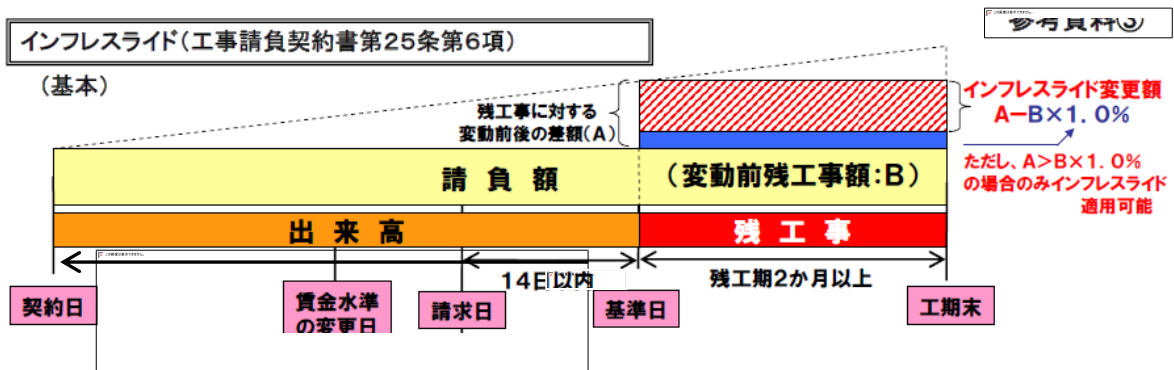 インフレスライド(工事請負契約書第25条第6項)
参考資料③
(基本)
残工事に対する
変動前後の差額(A)
インフレスライド変更額
A－B×1.0%
ただし、A>B×1.0%
の場合のみインフレスライド
適用可能
請負額
(変動前残工事額:B)
出来高
残工事
14日以内
残工期2か月以上
契約日
賃金水準
の変更日
請求日
基準日
工期末